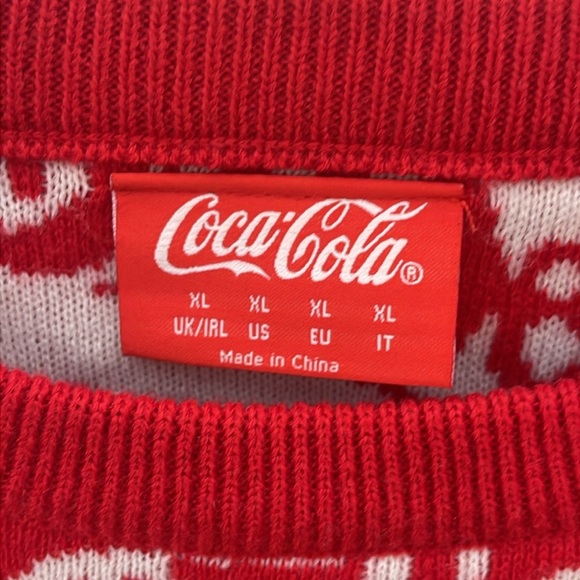 Coca-Cola®
XL XL XL XL
UK/IRL US EU IT
Made in China